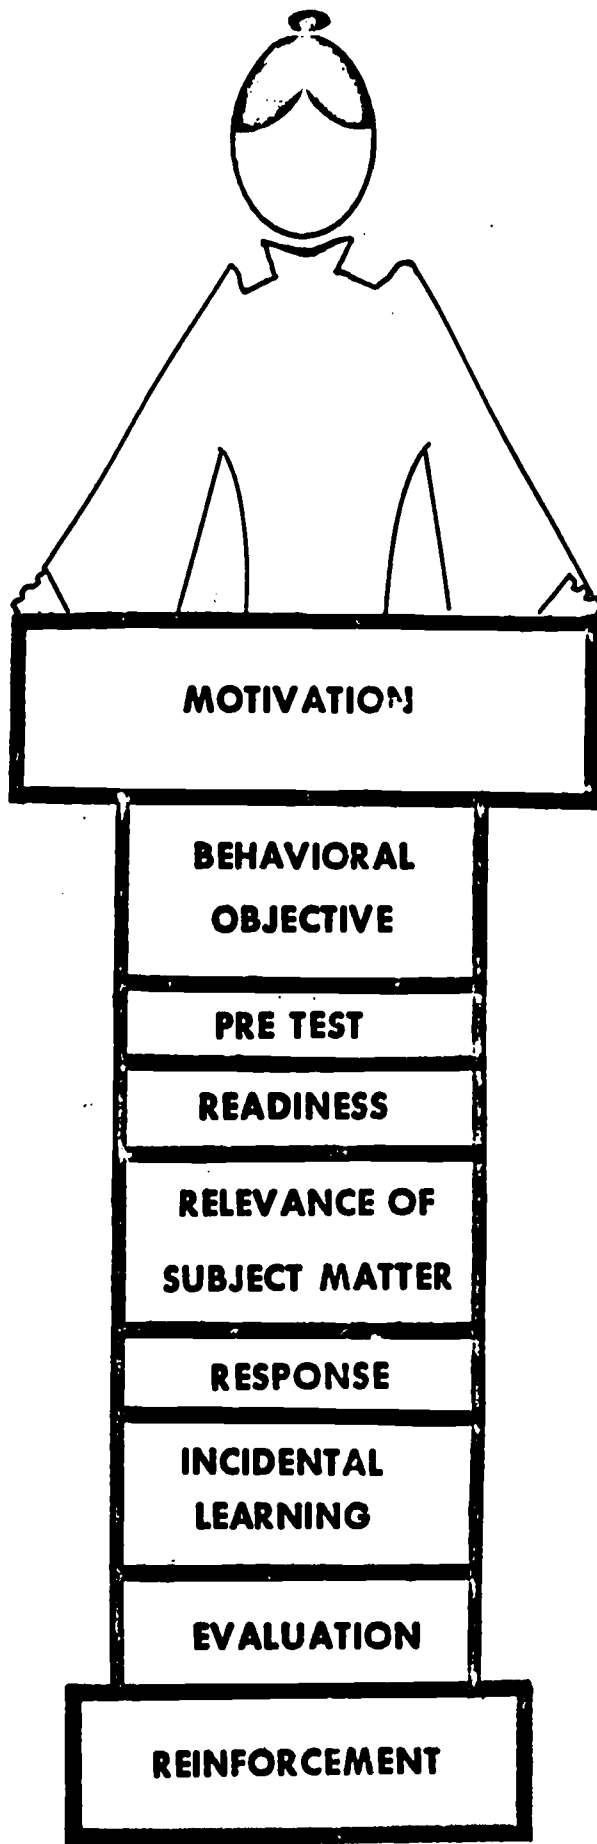 MOTIVATION
BEHAVIORAL
OBJECTIVE
PRE TEST
READINESS
RELEVANCE OF
SUBJECT MATTER
RESPONSE
INCIDENTAL
LEARNING
EVALUATION
REINFORCEMENT